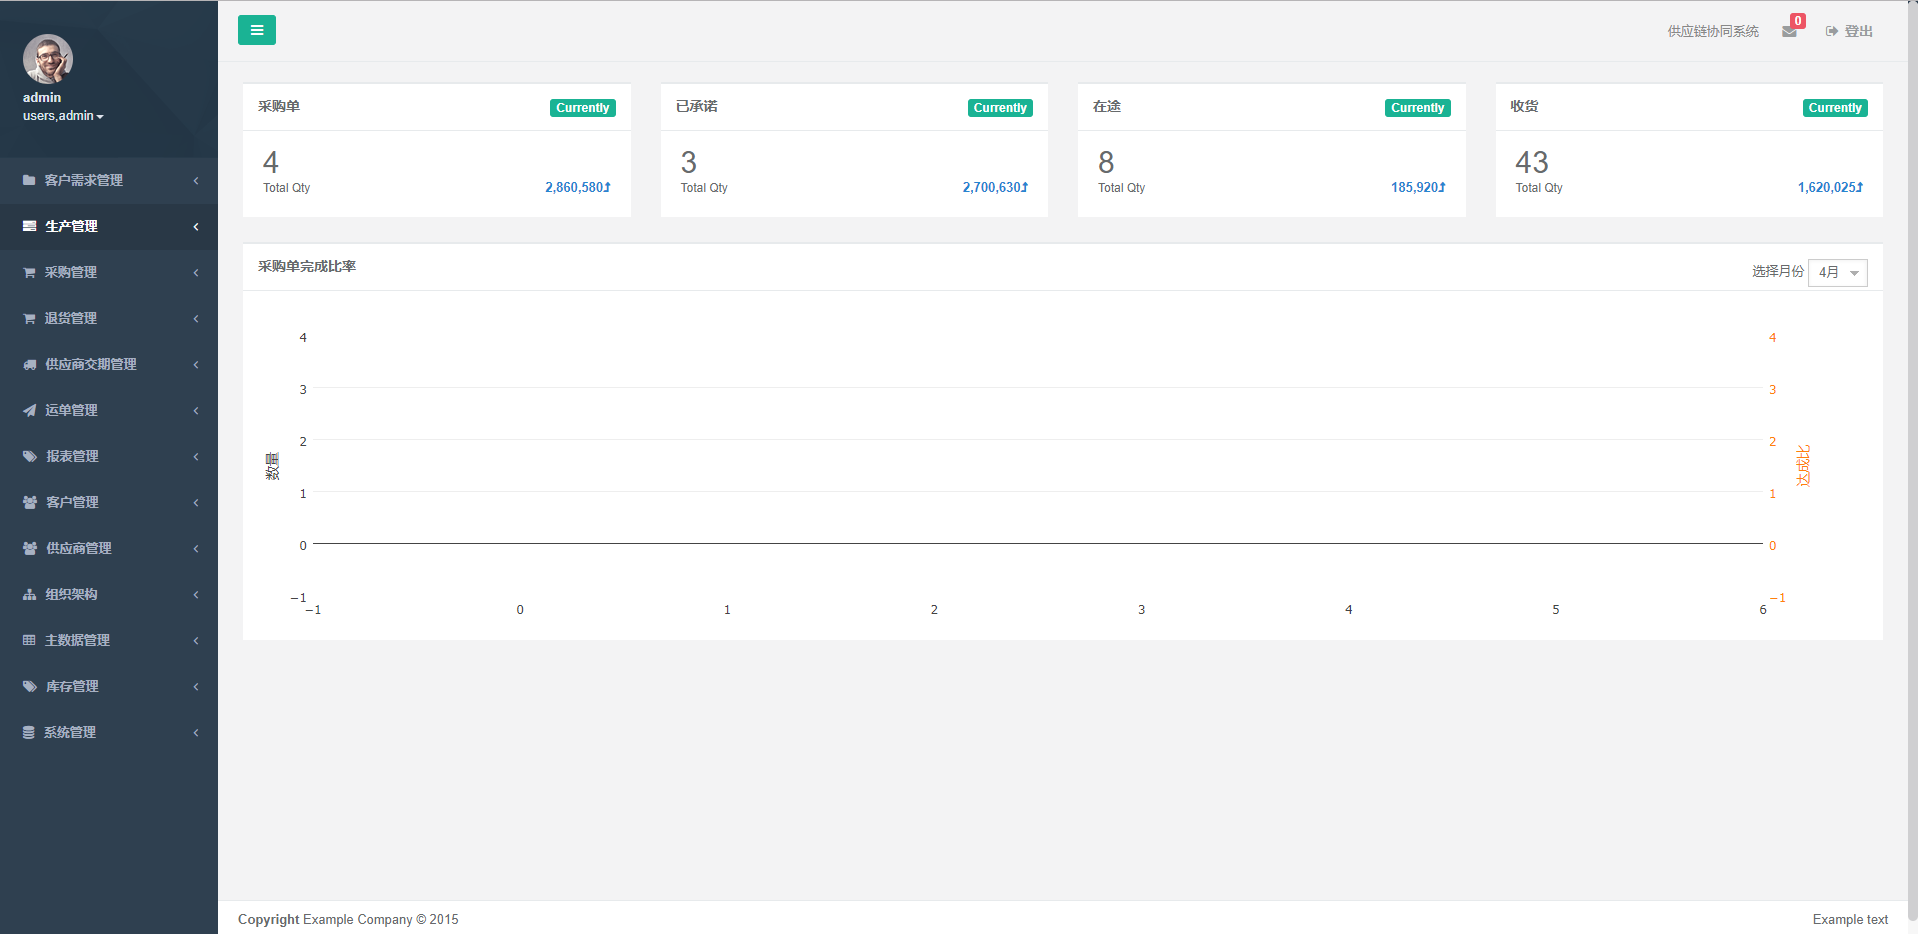 供应链协同系统 0 登出
admin
users,admin
客户需求管理
生产管理
采购管理
退货管理
供应商交期管理
运单管理
报表管理
客户管理
供应商管理
组织架构
主数据管理
库存管理
系统管理
采购单 Currently
4
Total Qty 2,860,580
已承诺 Currently
3
Total Qty 2,700,630
在途 Currently
8
Total Qty 185,920
收货 Currently
43
Total Qty 1,620,025
采购单完成比率
选择月份 4月
4 4
3 3
2 2
数量
达成比
1 1
0 0
−1 −1
−1 0 1 2 3 4 5 6
Copyright Example Company © 2015
Example text